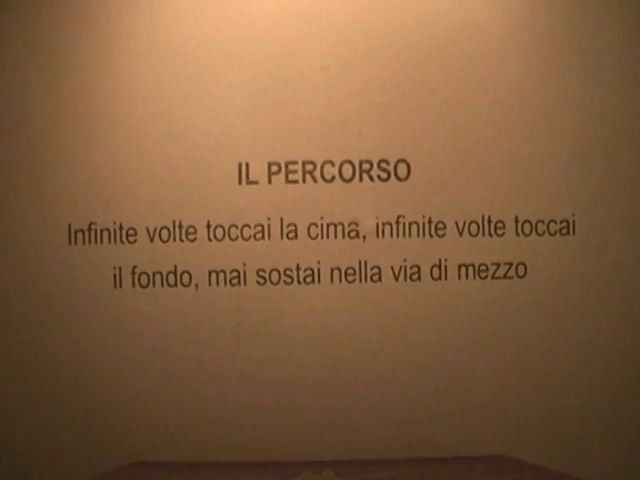 IL PERCORSO
Infinite volte toccai la cima, infinite volte toccai
il fondo, mai sostai nella via di mezzo